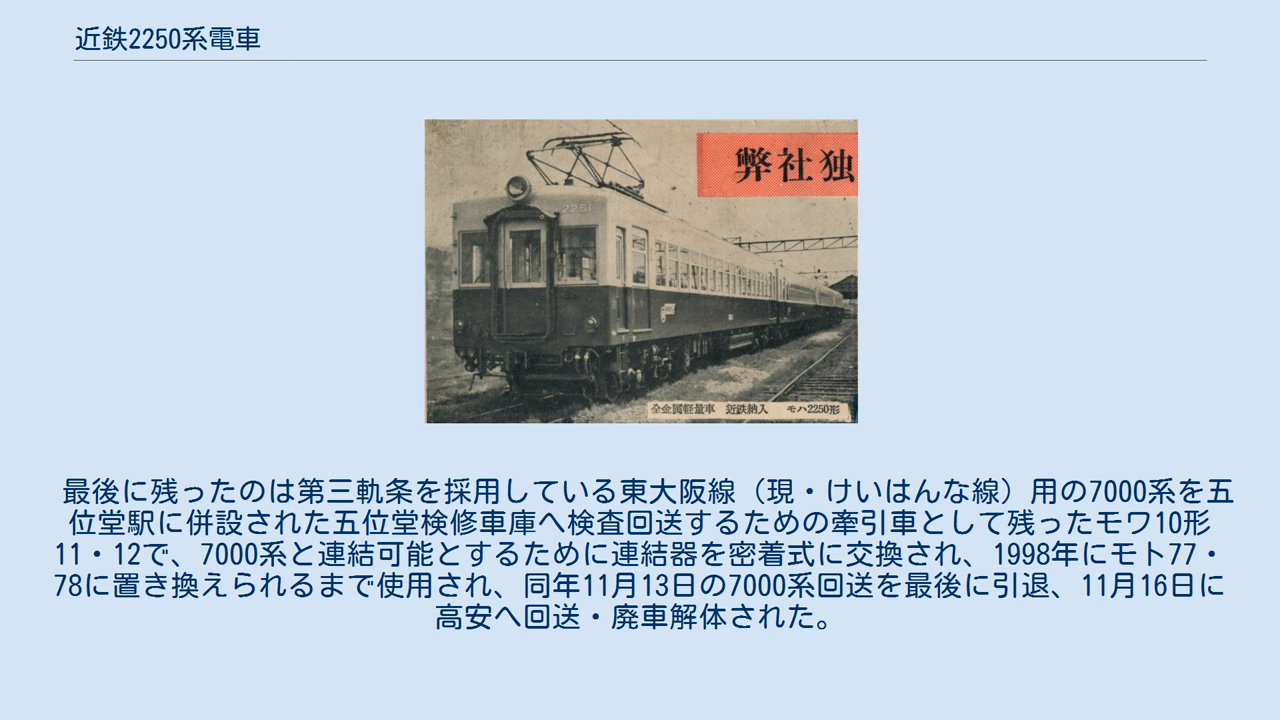 近鉄2250系電車
弊社独
2251
全金属軽量車 近鉄納入 モハ2250形
最後に残ったのは第三軌条を採用している東大阪線（現・けいはんな線）用の7000系を五
位堂駅に併設された五位堂検修車庫へ検査回送するための牽引車として残ったモワ10形
11・12で、7000系と連結可能とするために連結器を密着式に交換され、1998年にモト77・
78に置き換えられるまで使用され、同年11月13日の7000系回送を最後に引退、11月16日に
高安へ回送・廃車解体された。